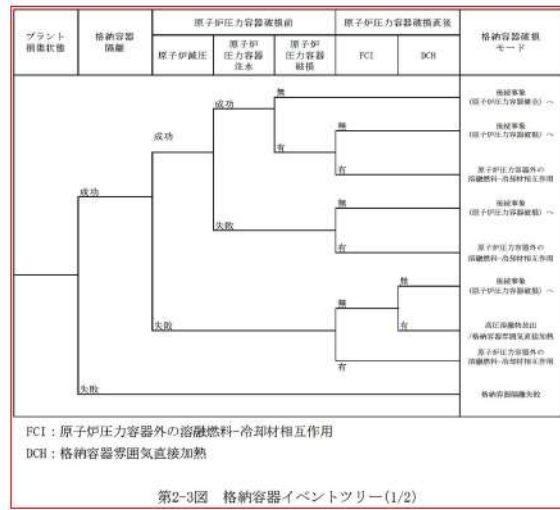 プラント
損傷状態
格納容器
隔離
原子炉圧力容器破損前
原子炉減圧
原子炉
圧力容器
注水
原子炉
圧力容器
破損
原子炉圧力容器破損直後
FCI
DCH
格納容器破損
モード
成功
成功
成功
無
後続事象
(原子炉圧力容器健全)へ
有
無
後続事象
(原子炉圧力容器破損)へ
有
原子炉圧力容器外の
溶融燃料-冷却材相互作用
失敗
無
後続事象
(原子炉圧力容器破損)へ
有
原子炉圧力容器外の
溶融燃料-冷却材相互作用
失敗
無
無
後続事象
(原子炉圧力容器破損)へ
有
高圧溶融物放出
/格納容器雰囲気直接加熱
有
原子炉圧力容器外の
溶融燃料-冷却材相互作用
失敗
格納容器隔離失敗
FCI：原子炉圧力容器外の溶融燃料-冷却材相互作用
DCH：格納容器雰囲気直接加熱
第2-3図　格納容器イベントツリー(1/2)